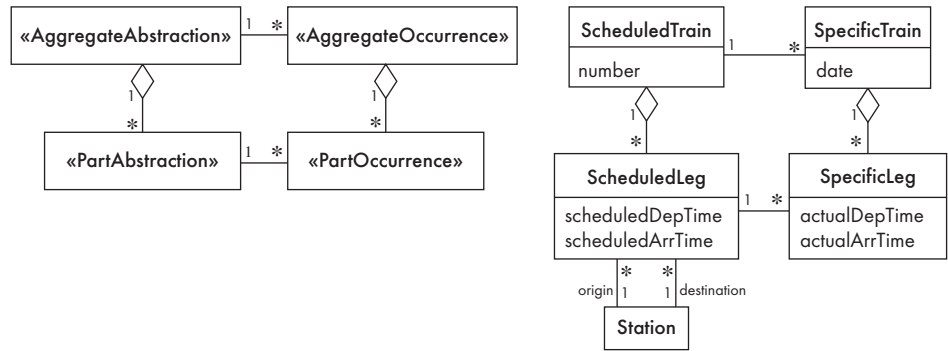 «AggregateAbstraction»
1
*
«AggregateOccurrence»
1
*
1
*
«PartAbstraction»
1
*
«PartOccurrence»
ScheduledTrain
number
1
*
SpecificTrain
date
1
*
1
*
ScheduledLeg
scheduledDepTime
scheduledArrTime
1
*
SpecificLeg
actualDepTime
actualArrTime
* *
origin 1 1 destination
Station